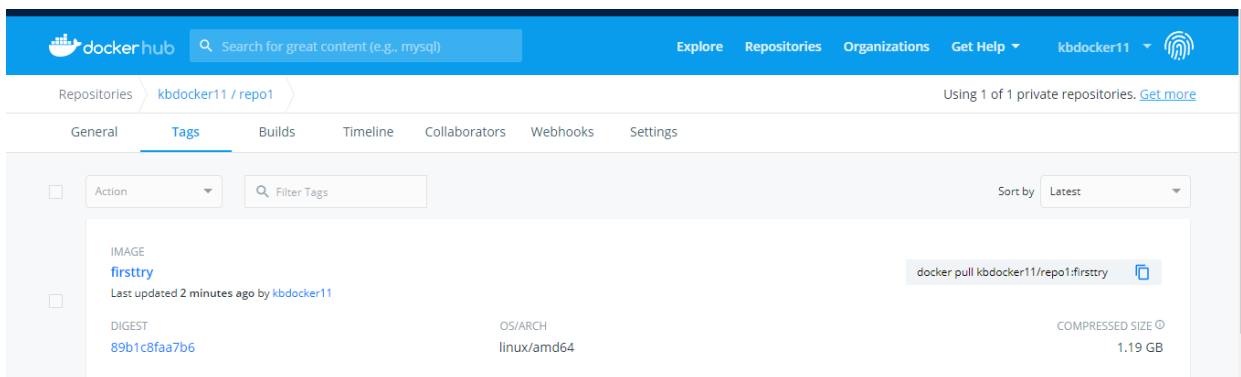 dockerhub Search for great content (e.g., mysql) Explore Repositories Organizations Get Help kbdocker11
Repositories kbdocker11 / repo1 Using 1 of 1 private repositories. Get more
General Tags Builds Timeline Collaborators Webhooks Settings
Action Filter Tags Sort by Latest
IMAGE
firsttry docker pull kbdocker11/repo1:firsttry
Last updated 2 minutes ago by kbdocker11
DIGEST OS/ARCH COMPRESSED SIZE
89b1c8faa7b6 linux/amd64 1.19 GB